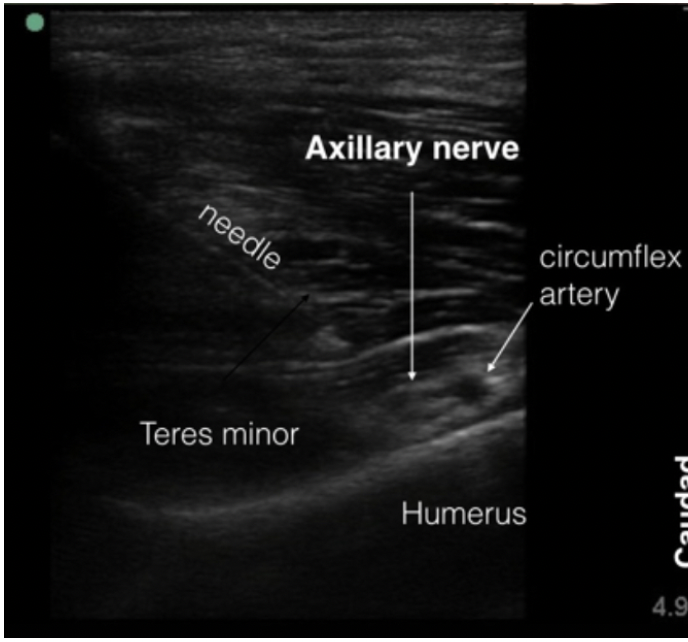 Axillary nerve
needle
circumflex
artery
Teres minor
Humerus
Caudad
4.9